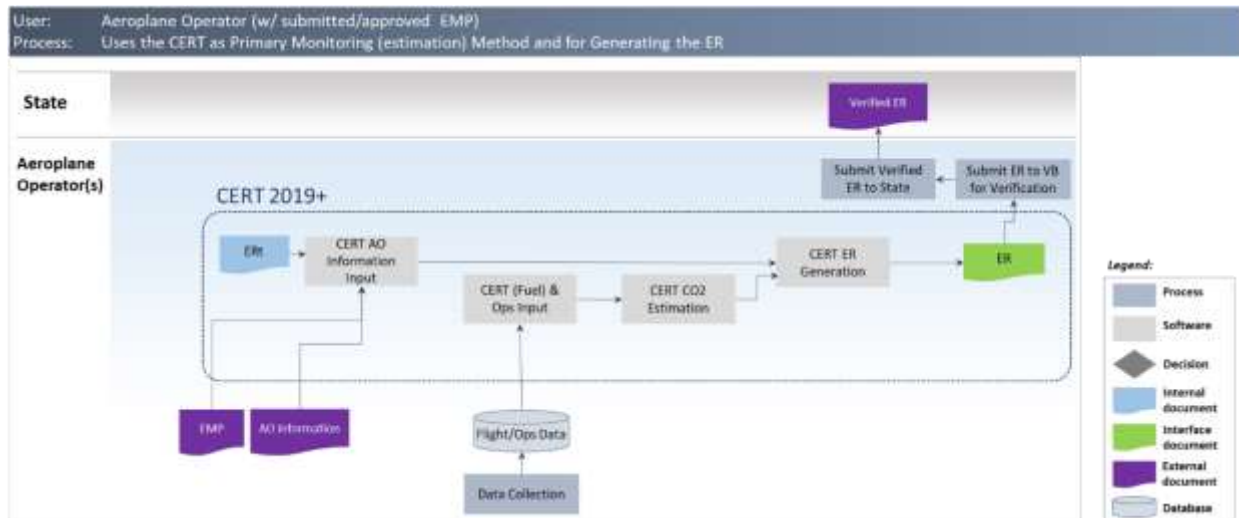 User: Aeroplane Operator (w/ submitted/approved EMP)
Process: Uses the CERT as Primary Monitoring (estimation) Method and for Generating the ER
State
Verified ER
Aeroplane
Operator(s)
Submit Verified
ER to State
Submit ER to VB
for Verification
CERT 2019+
ERt
CERT AO
Information
Input
CERT ER
Generation
ER
CERT (Fuel) &
Ops Input
CERT CO2
Estimation
EMP
AO Information
Flight/Ops Data
Data Collection
Legend:
Process
Software
Decision
Internal
document
Interface
document
External
document
Database